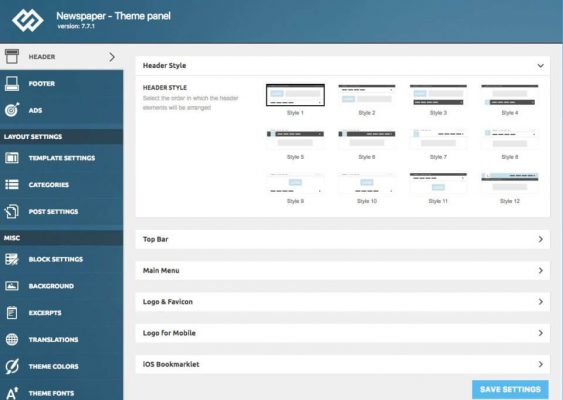 Newspaper - Theme panel
version: 7.7.1
HEADER
FOOTER
ADS
LAYOUT SETTINGS
TEMPLATE SETTINGS
CATEGORIES
POST SETTINGS
MISC
BLOCK SETTINGS
BACKGROUND
EXCERPTS
TRANSLATIONS
THEME COLORS
THEME FONTS
Header Style
HEADER STYLE
Select the order in which the header
elements will be arranged
Style 1
Style 2
Style 3
Style 4
Style 5
Style 6
Style 7
Style 8
Style 9
Style 10
Style 11
Style 12
Top Bar
Main Menu
Logo & Favicon
Logo for Mobile
iOS Bookmarklet
SAVE SETTINGS